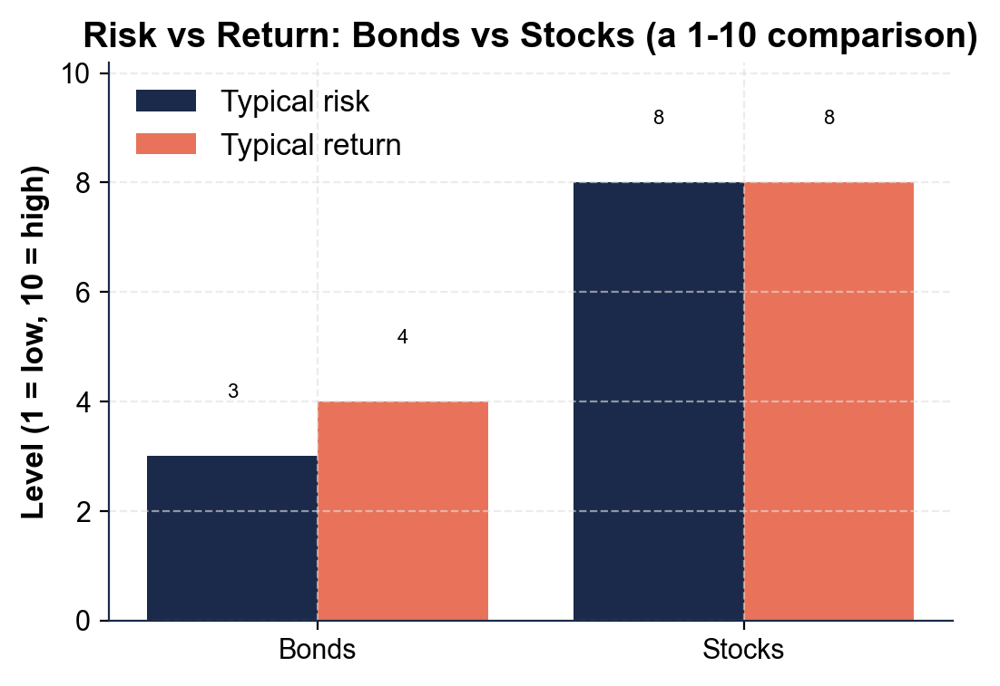 Risk vs Return: Bonds vs Stocks (a 1-10 comparison)
Level (1 = low, 10 = high)
10
8
6
4
2
0
Typical risk
Typical return
3
4
8
8
Bonds
Stocks